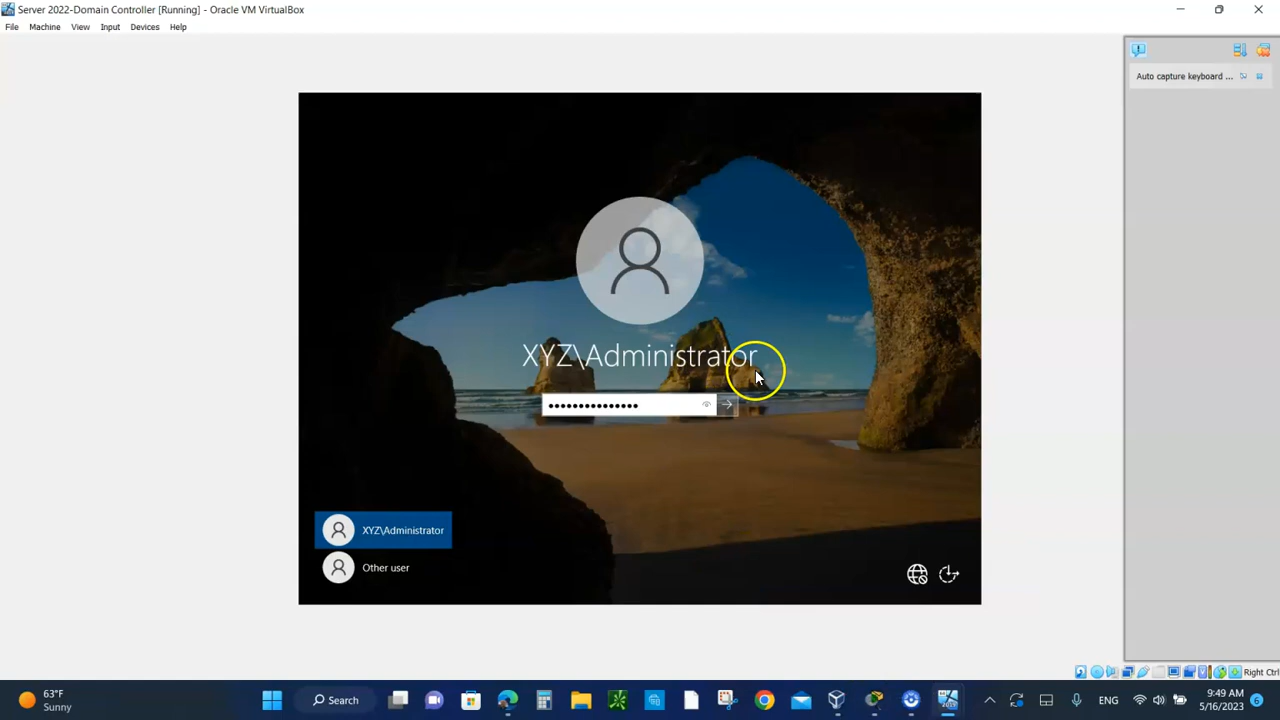 Server 2022-Domain Controller [Running] - Oracle VM VirtualBox
File Machine View Input Devices Help
Auto capture keyboard ...
XYZ\Administrator
•••••••••••••••
XYZ\Administrator
Other user
Right Ctrl
63°F
Sunny
Search
ENG
9:49 AM
5/16/2023
6